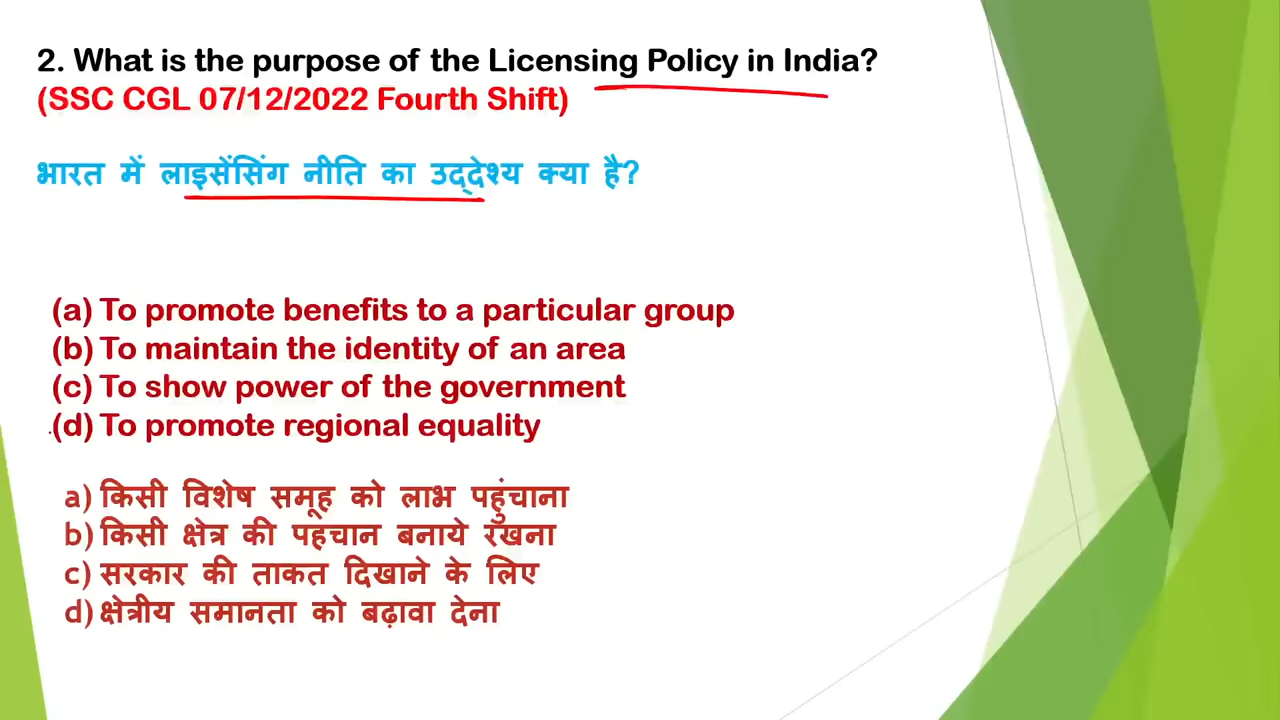 2. What is the purpose of the Licensing Policy in India?
(SSC CGL 07/12/2022 Fourth Shift)
भारत में लाइसेंसिंग नीति का उद्देश्य क्या है?
(a) To promote benefits to a particular group
(b) To maintain the identity of an area
(c) To show power of the government
(d) To promote regional equality
a) किसी विशेष समूह को लाभ पहुंचाना
b) किसी क्षेत्र की पहचान बनाये रखना
c) सरकार की ताकत दिखाने के लिए
d) क्षेत्रीय समानता को बढ़ावा देना